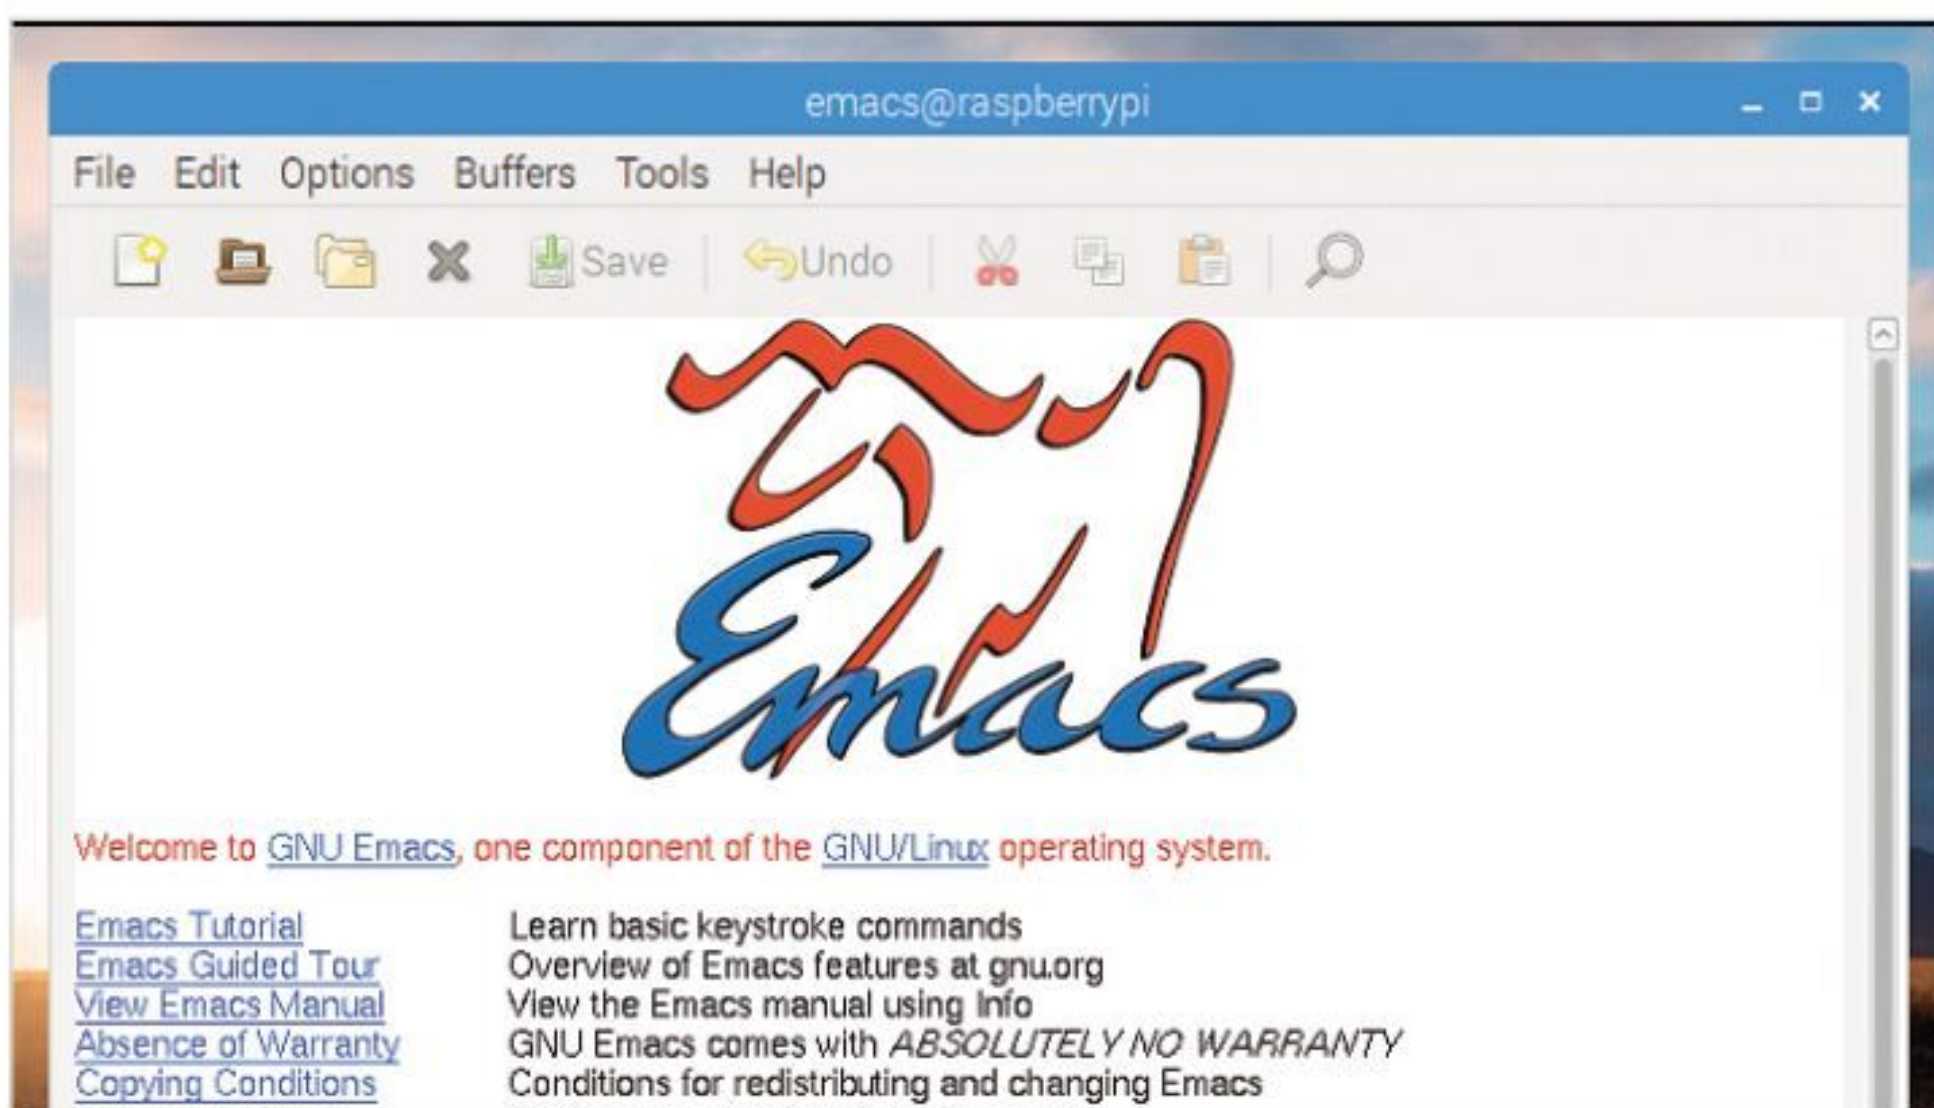 emacs@raspberrypi
File Edit Options Buffers Tools Help
Save Undo
Emacs
Welcome to GNU Emacs, one component of the GNU/Linux operating system.
Emacs Tutorial Learn basic keystroke commands
Emacs Guided Tour Overview of Emacs features at gnu.org
View Emacs Manual View the Emacs manual using Info
Absence of Warranty GNU Emacs comes with ABSOLUTELY NO WARRANTY
Copying Conditions Conditions for redistributing and changing Emacs